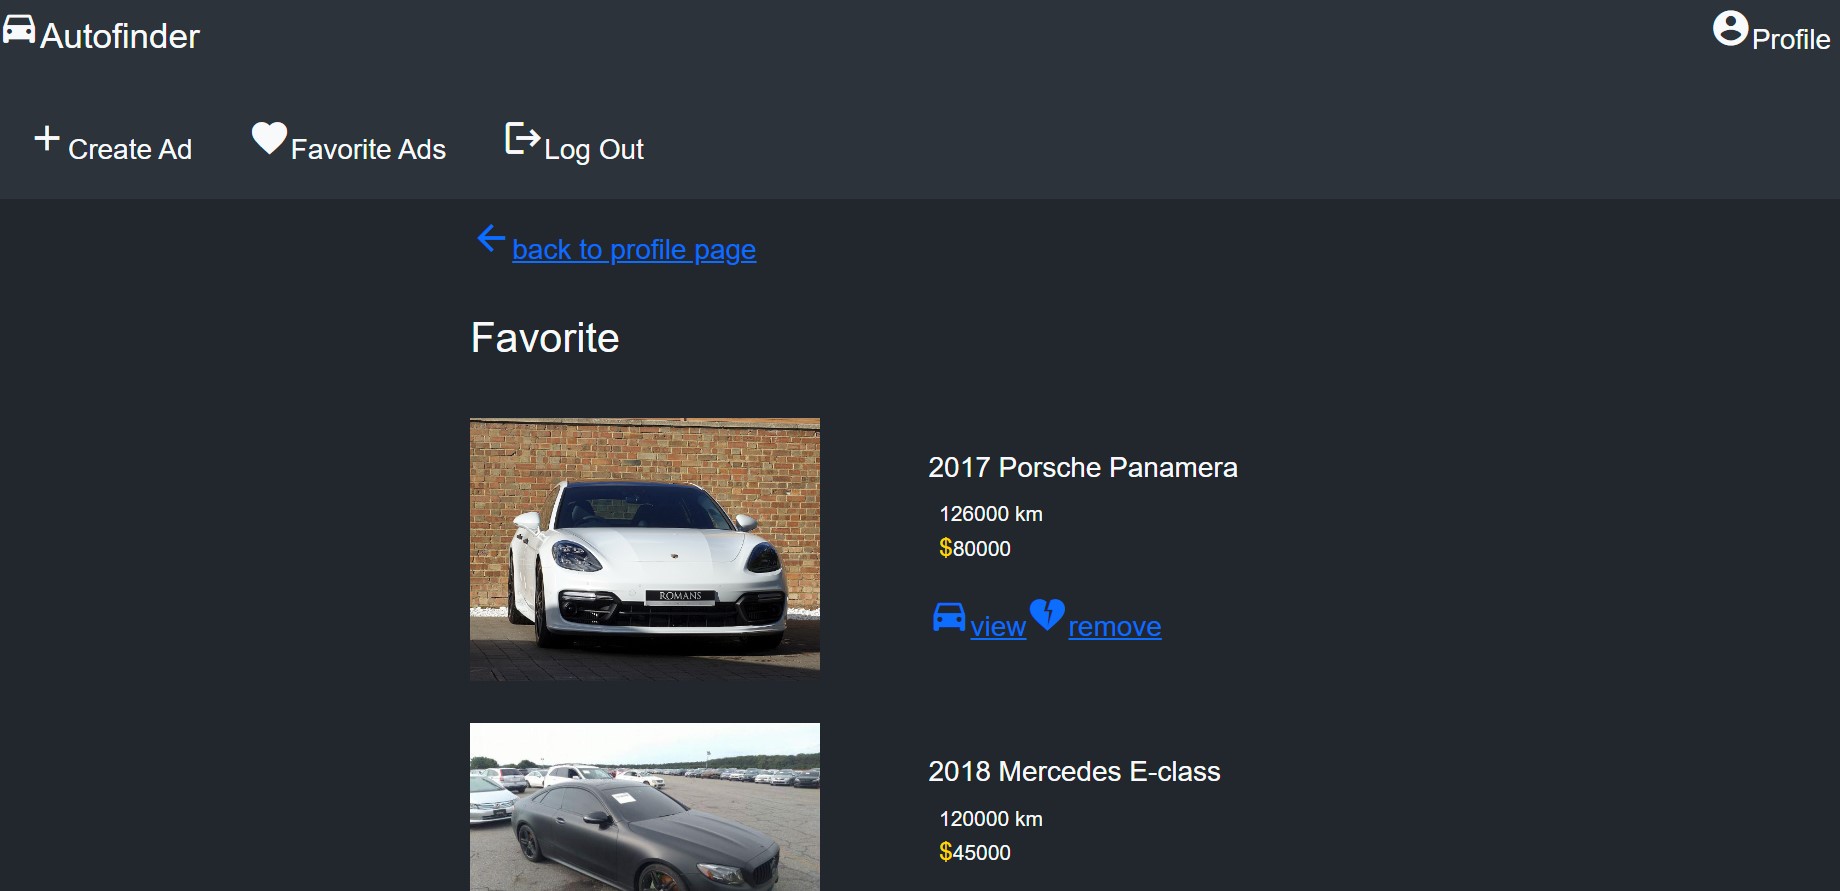 Autofinder
Profile
Create Ad
Favorite Ads
Log Out
back to profile page
Favorite
2017 Porsche Panamera
126000 km
$80000
ROMANS
view
remove
2018 Mercedes E-class
120000 km
$45000